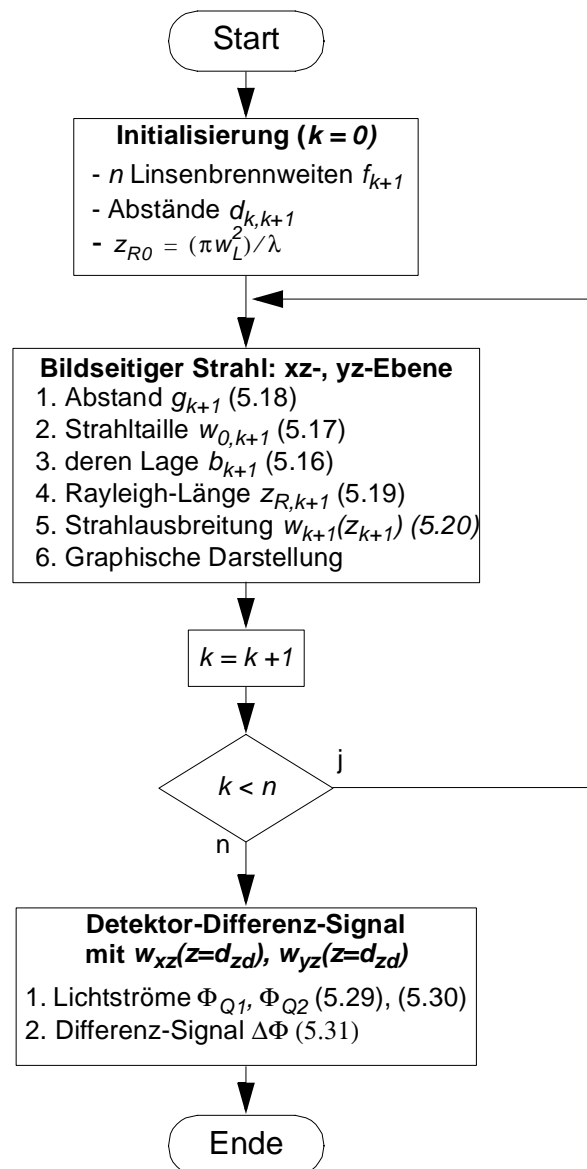 Start
Initialisierung (k = 0)
- n Linsenbrennweiten f_{k+1}
- Abstände d_{k,k+1}
- z_{R0} = (πw_L^2)/λ
Bildseitiger Strahl: xz-, yz-Ebene
1. Abstand g_{k+1} (5.18)
2. Strahltaille w_{0,k+1} (5.17)
3. deren Lage b_{k+1} (5.16)
4. Rayleigh-Länge z_{R,k+1} (5.19)
5. Strahlausbreitung w_{k+1}(z_{k+1}) (5.20)
6. Graphische Darstellung
k = k +1
j
k < n
n
Detektor-Differenz-Signal
mit w_{xz}(z=d_{zd}), w_{yz}(z=d_{zd})
1. Lichtströme Φ_{Q1}, Φ_{Q2} (5.29), (5.30)
2. Differenz-Signal ΔΦ (5.31)
Ende